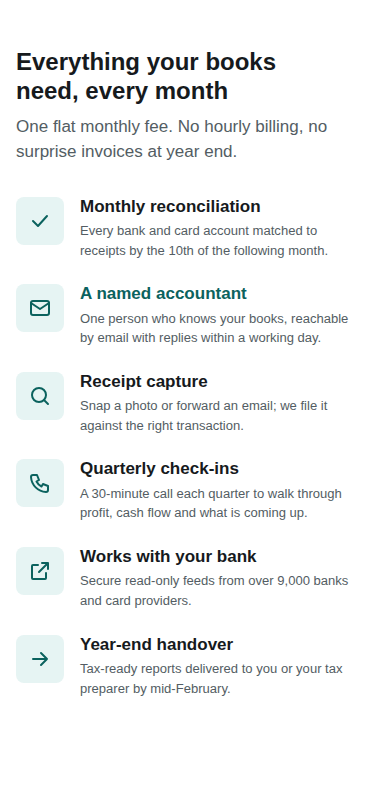 Everything your books
need, every month
One flat monthly fee. No hourly billing, no
surprise invoices at year end.
Monthly reconciliation
Every bank and card account matched to
receipts by the 10th of the following month.
A named accountant
One person who knows your books, reachable
by email with replies within a working day.
Receipt capture
Snap a photo or forward an email; we file it
against the right transaction.
Quarterly check-ins
A 30-minute call each quarter to walk through
profit, cash flow and what is coming up.
Works with your bank
Secure read-only feeds from over 9,000 banks
and card providers.
Year-end handover
Tax-ready reports delivered to you or your tax
preparer by mid-February.